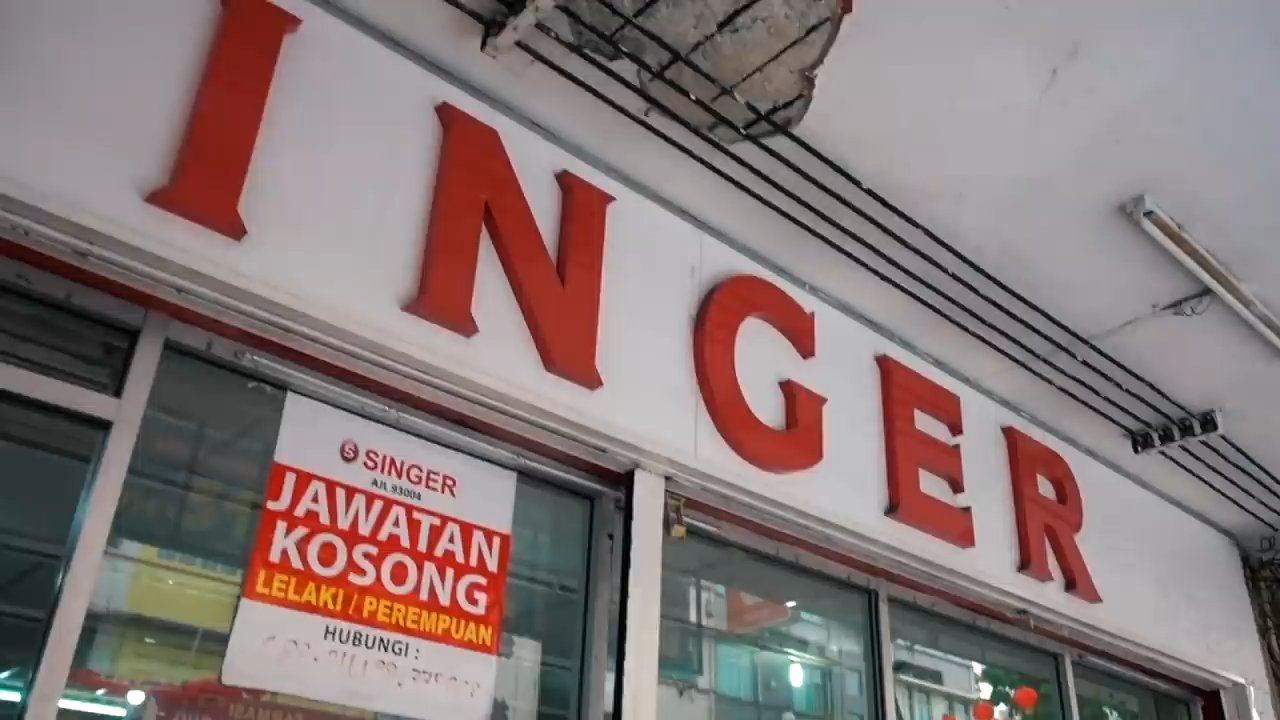 INGER
SINGER
AJL 93004
JAWATAN
KOSONG
LELAKI / PEREMPUAN
HUBUNGI :